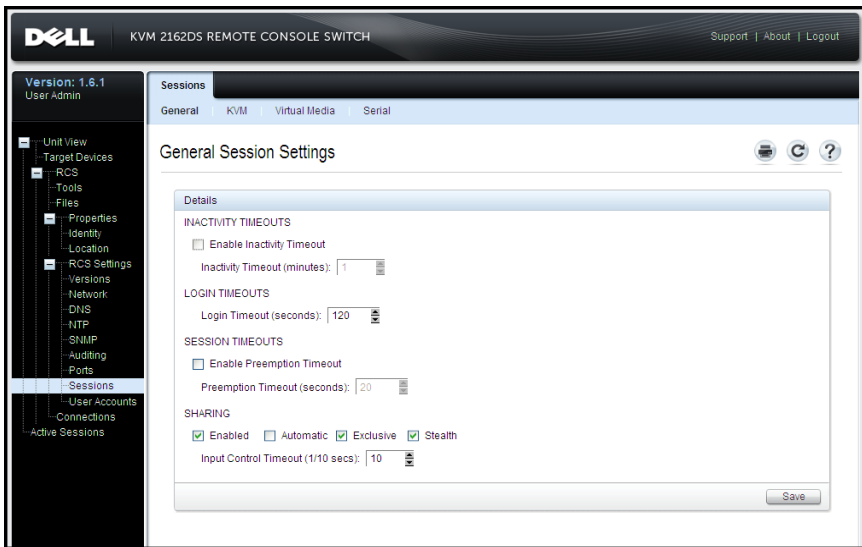 DELL KVM 2162DS REMOTE CONSOLE SWITCH Support | About | Logout
Version: 1.6.1
User Admin
Unit View
Target Devices
RCS
Tools
Files
Properties
Identity
Location
RCS Settings
Versions
Network
DNS
NTP
SNMP
Auditing
Ports
Sessions
User Accounts
Connections
Active Sessions
Sessions
General KVM Virtual Media Serial
General Session Settings ?
Details
INACTIVITY TIMEOUTS
Enable Inactivity Timeout
Inactivity Timeout (minutes): 1
LOGIN TIMEOUTS
Login Timeout (seconds): 120
SESSION TIMEOUTS
Enable Preemption Timeout
Preemption Timeout (seconds): 20
SHARING
Enabled Automatic Exclusive Stealth
Input Control Timeout (1/10 secs): 10
Save